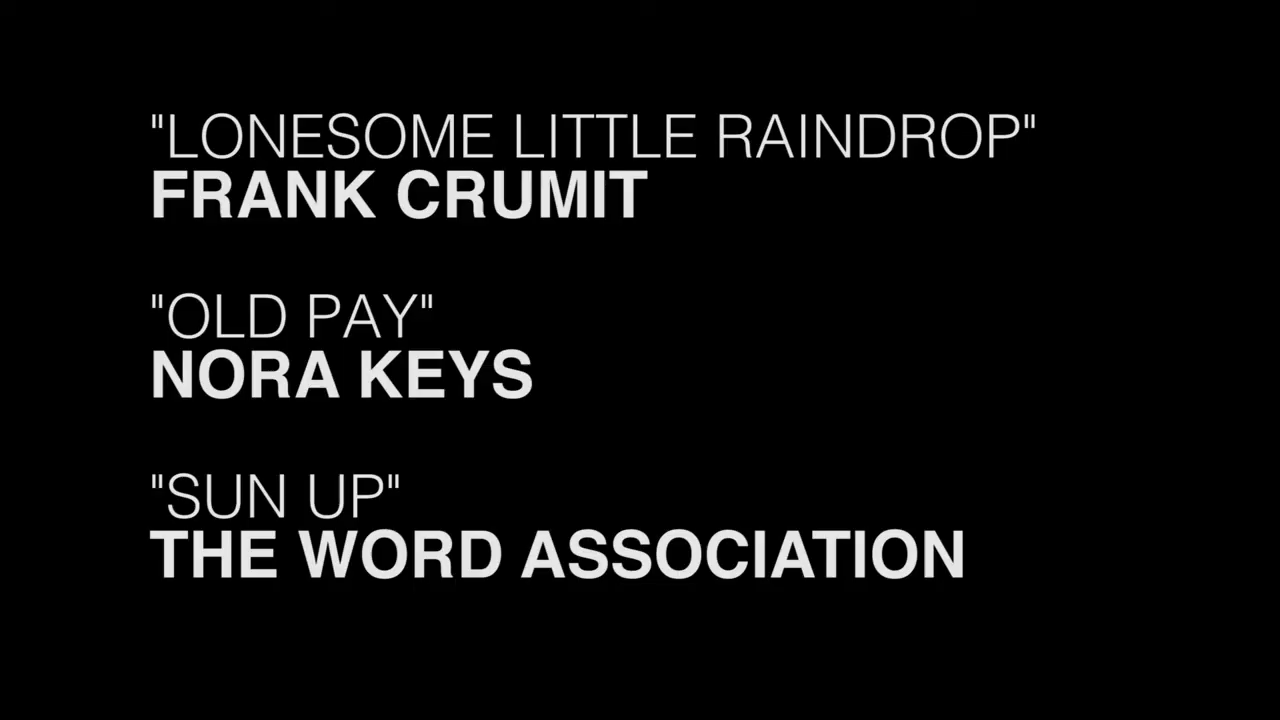 "LONESOME LITTLE RAINDROP"
FRANK CRUMIT
"OLD PAY"
NORA KEYS
"SUN UP"
THE WORD ASSOCIATION